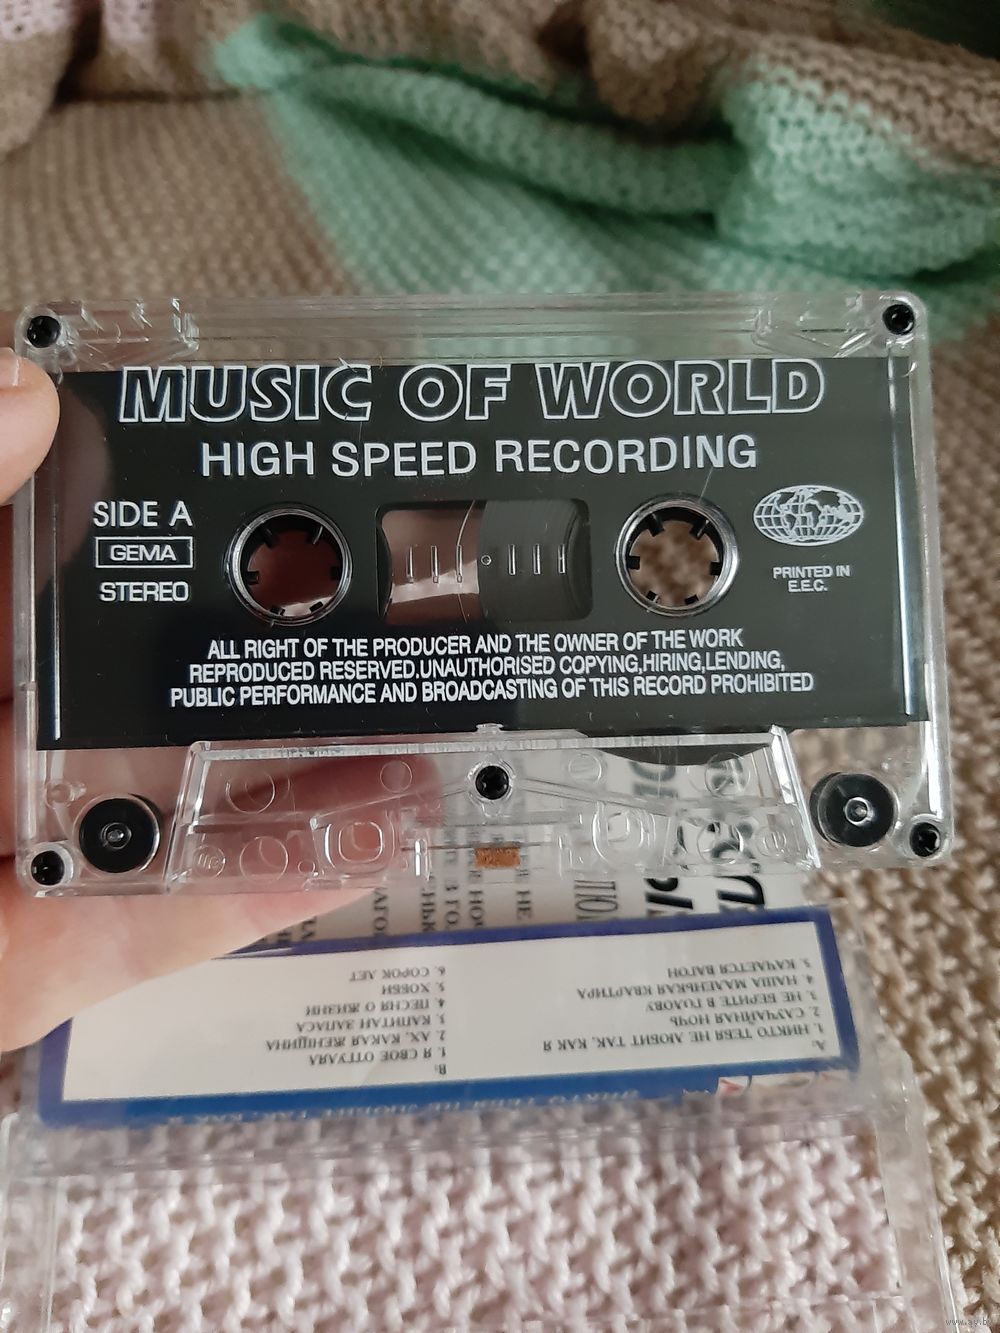 MUSIC OF WORLD
HIGH SPEED RECORDING
SIDE A
GEMA
STEREO
PRINTED IN
E.E.C.
ALL RIGHT OF THE PRODUCER AND THE OWNER OF THE WORK
REPRODUCED RESERVED.UNAUTHORISED COPYING,HIRING,LENDING,
PUBLIC PERFORMANCE AND BROADCASTING OF THIS RECORD PROHIBITED
A:
1. НИКТО ТЕБЯ НЕ ЛЮБИТ ТАК, КАК Я
2. СЛУЧАЙНАЯ НОЧЬ
3. НЕ БЕРИТЕ В ГОЛОВУ
4. НАША МАЛЕНЬКАЯ КВАРТИРА
5. КАЧАЕТСЯ ВАГОН
B:
1. Я СВОЕ ОТГУЛЯЛ
2. АХ, КАКАЯ ЖЕНЩИНА
3. КАПИТАН ЗАПАСА
4. ПЕСНЯ О ЖИЗНИ
5. ХОББИ
6. СОРОК ЛЕТ